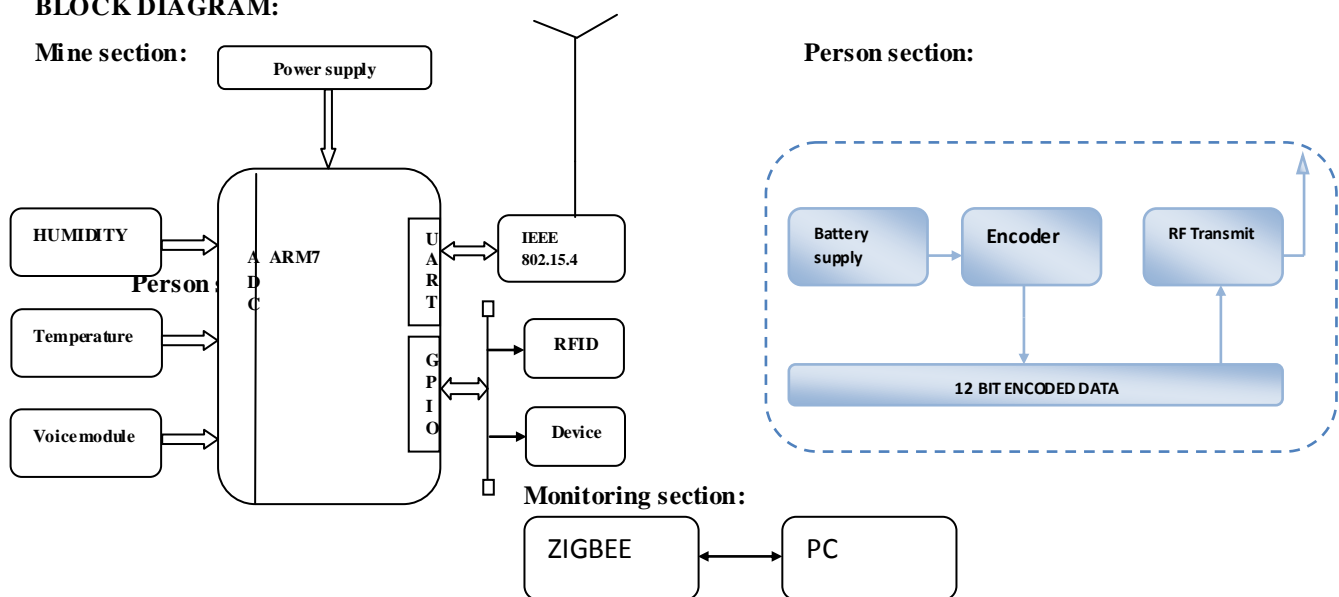 BLOCK DIAGRAM:
Mine section:
Power supply
Person section:
HUMIDITY
Person s
Temperature
Voice module
A
D
C
ARM7
U
A
R
T
G
P
I
O
IEEE
802.15.4
RFID
Device
Battery
supply
Encoder
RF Transmit
12 BIT ENCODED DATA
Monitoring section:
ZIGBEE
PC